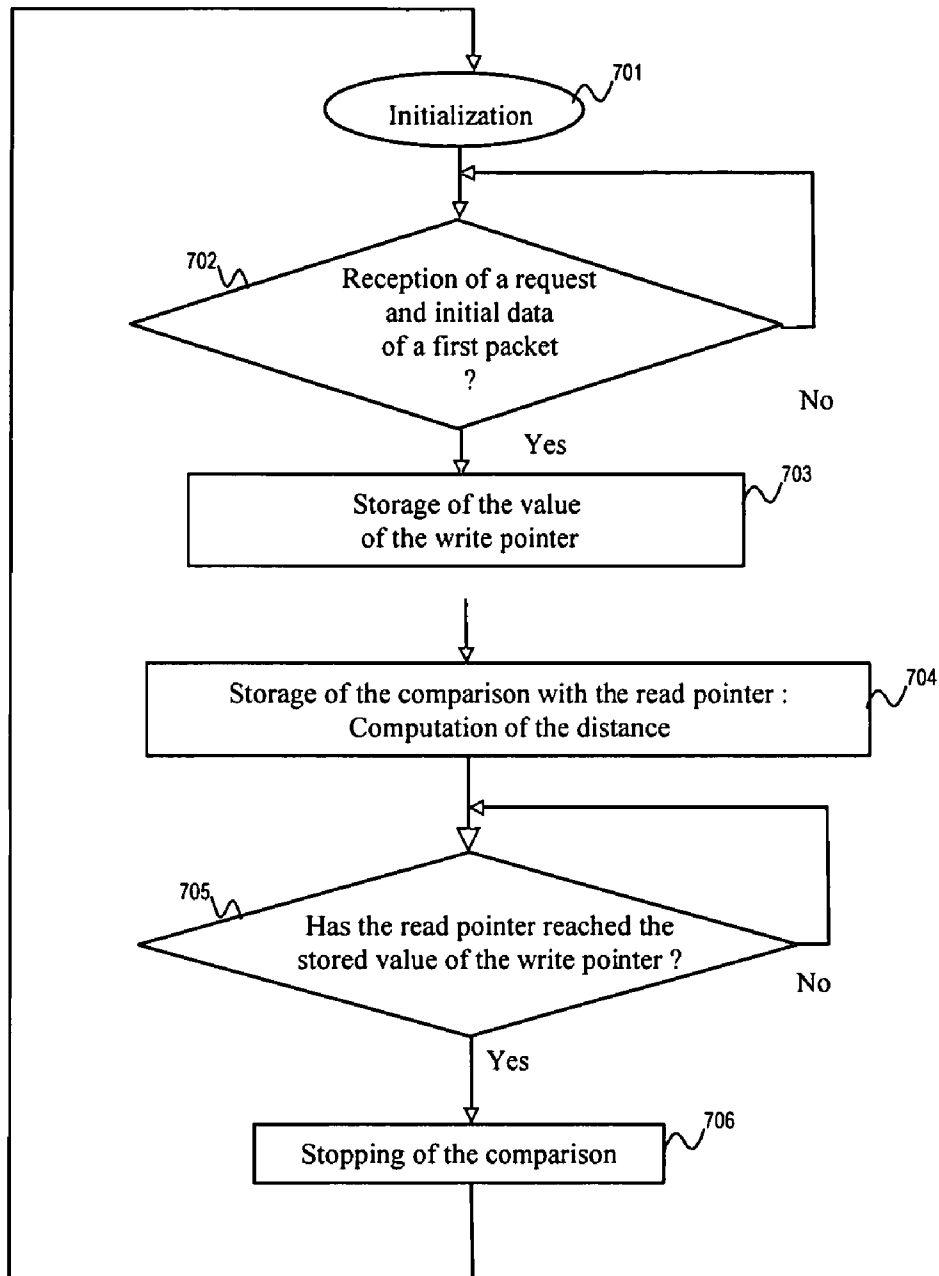 701
Initialization
702
Reception of a request
and initial data
of a first packet
?
No
Yes
703
Storage of the value
of the write pointer
704
Storage of the comparison with the read pointer :
Computation of the distance
705
Has the read pointer reached the
stored value of the write pointer ?
No
Yes
706
Stopping of the comparison